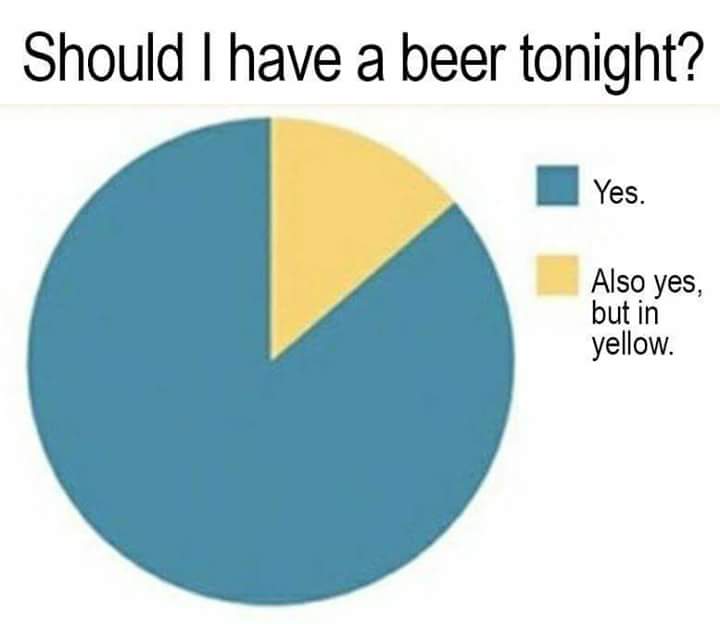 Should I have a beer tonight?
Yes.
Also yes,
but in
yellow.